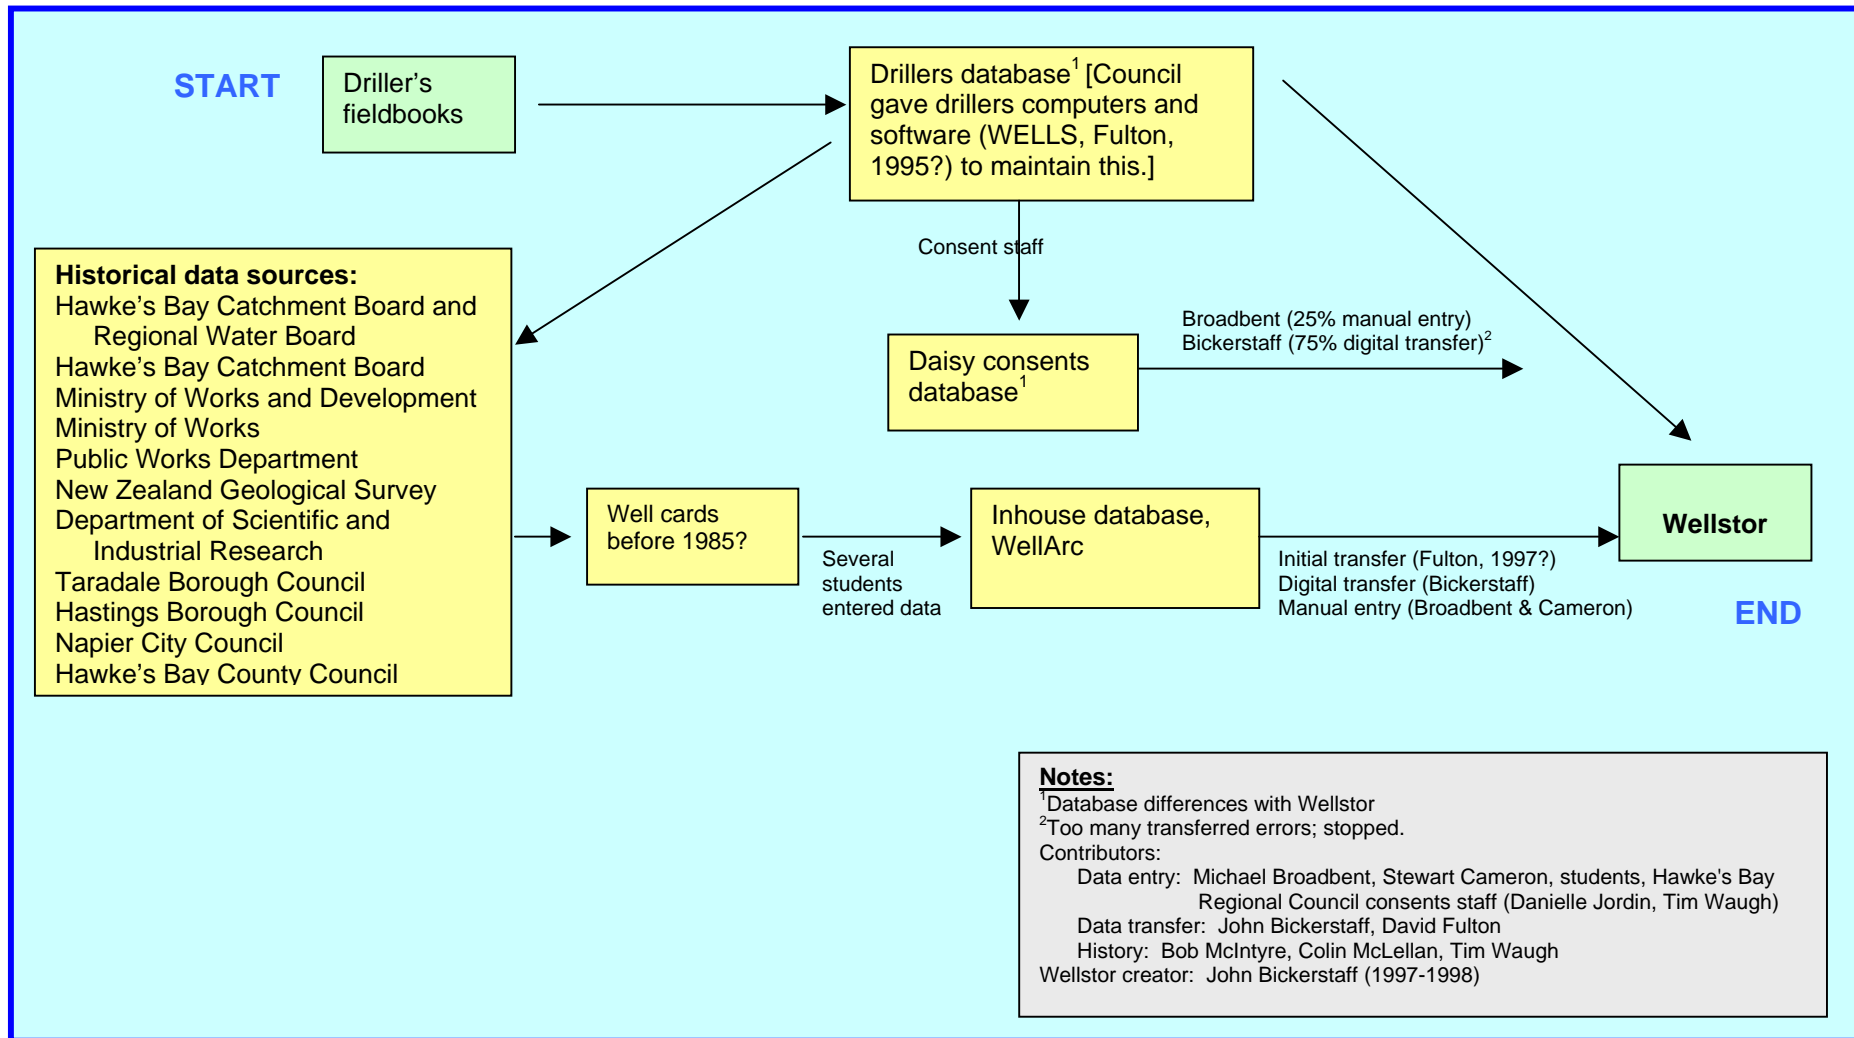 START
Driller's
fieldbooks
Drillers database¹ [Council
gave drillers computers and
software (WELLS, Fulton,
1995?) to maintain this.]
Consent staff
Historical data sources:
Hawke's Bay Catchment Board and
Regional Water Board
Hawke's Bay Catchment Board
Ministry of Works and Development
Ministry of Works
Public Works Department
New Zealand Geological Survey
Department of Scientific and
Industrial Research
Taradale Borough Council
Hastings Borough Council
Napier City Council
Hawke's Bay County Council
Daisy consents
database¹
Broadbent (25% manual entry)
Bickerstaff (75% digital transfer)²
Well cards
before 1985?
Several
students
entered data
Inhouse database,
WellArc
Initial transfer (Fulton, 1997?)
Digital transfer (Bickerstaff)
Manual entry (Broadbent & Cameron)
Wellstor
END
Notes:
¹Database differences with Wellstor
²Too many transferred errors; stopped.
Contributors:
Data entry: Michael Broadbent, Stewart Cameron, students, Hawke's Bay
Regional Council consents staff (Danielle Jordin, Tim Waugh)
Data transfer: John Bickerstaff, David Fulton
History: Bob McIntyre, Colin McLellan, Tim Waugh
Wellstor creator: John Bickerstaff (1997-1998)